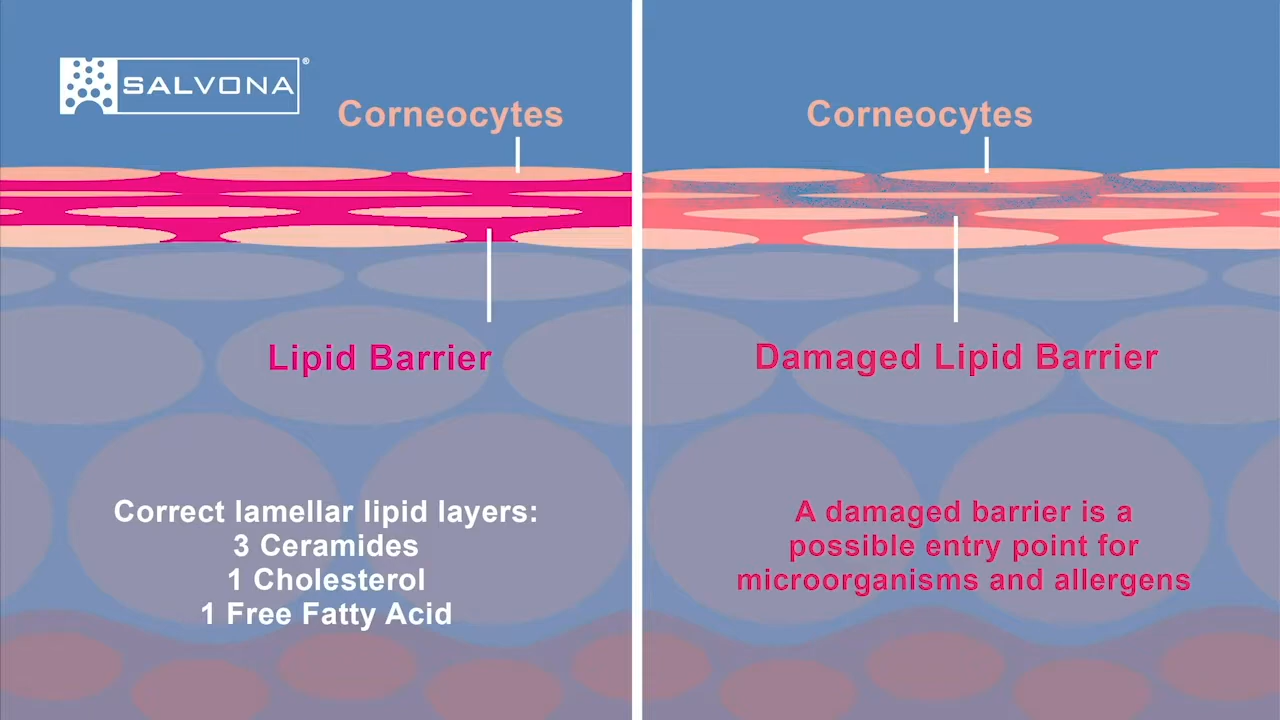 SALVONA®
Corneocytes
Lipid Barrier
Correct lamellar lipid layers:
3 Ceramides
1 Cholesterol
1 Free Fatty Acid
Corneocytes
Damaged Lipid Barrier
A damaged barrier is a
possible entry point for
microorganisms and allergens